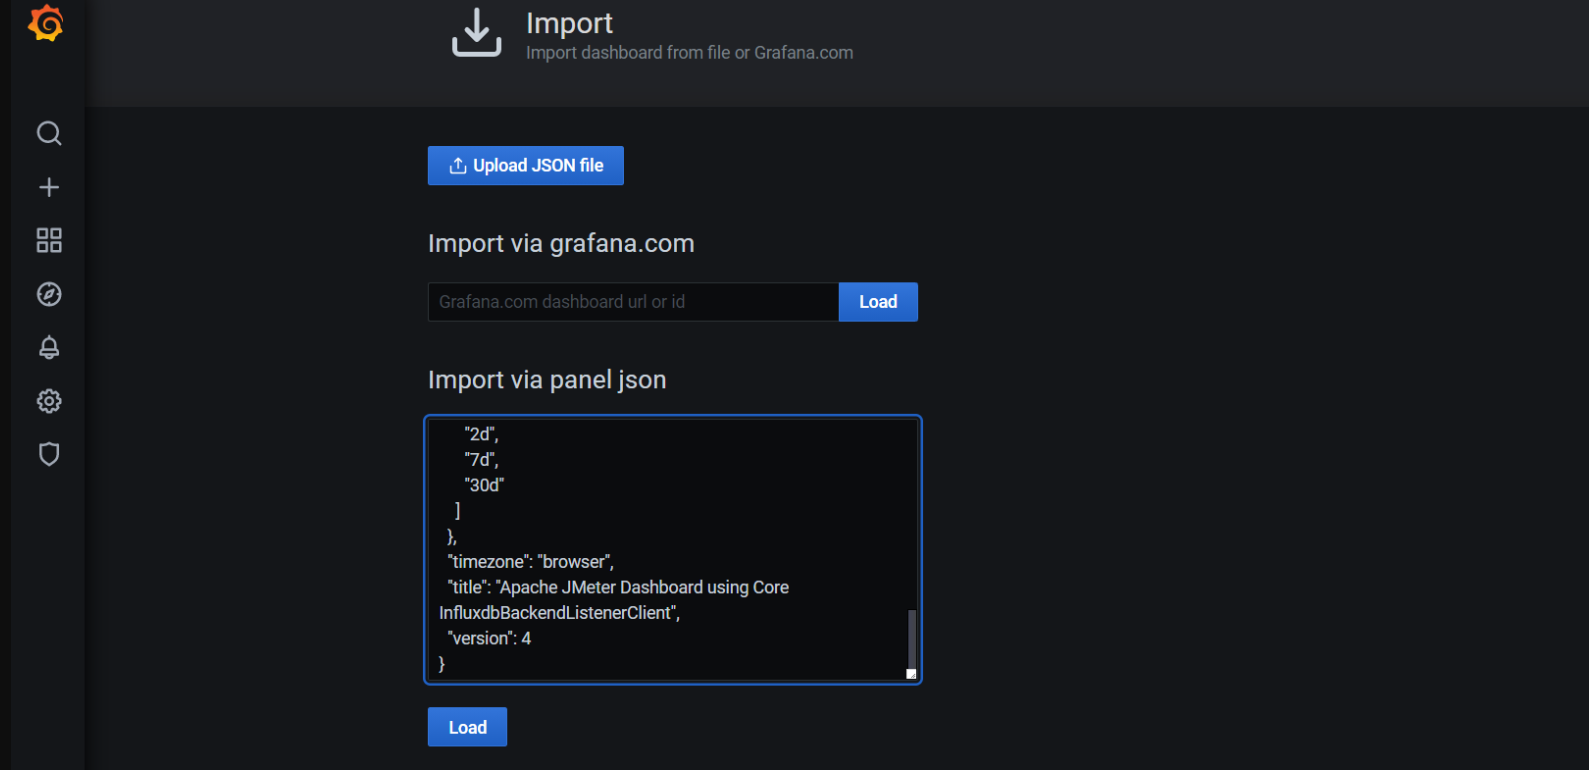 Import
Import dashboard from file or Grafana.com
Upload JSON file
Import via grafana.com
Grafana.com dashboard url or id
Load
Import via panel json
"2d",
"7d",
"30d"
]
},
"timezone": "browser",
"title": "Apache JMeter Dashboard using Core
InfluxdbBackendListenerClient",
"version": 4
}
Load